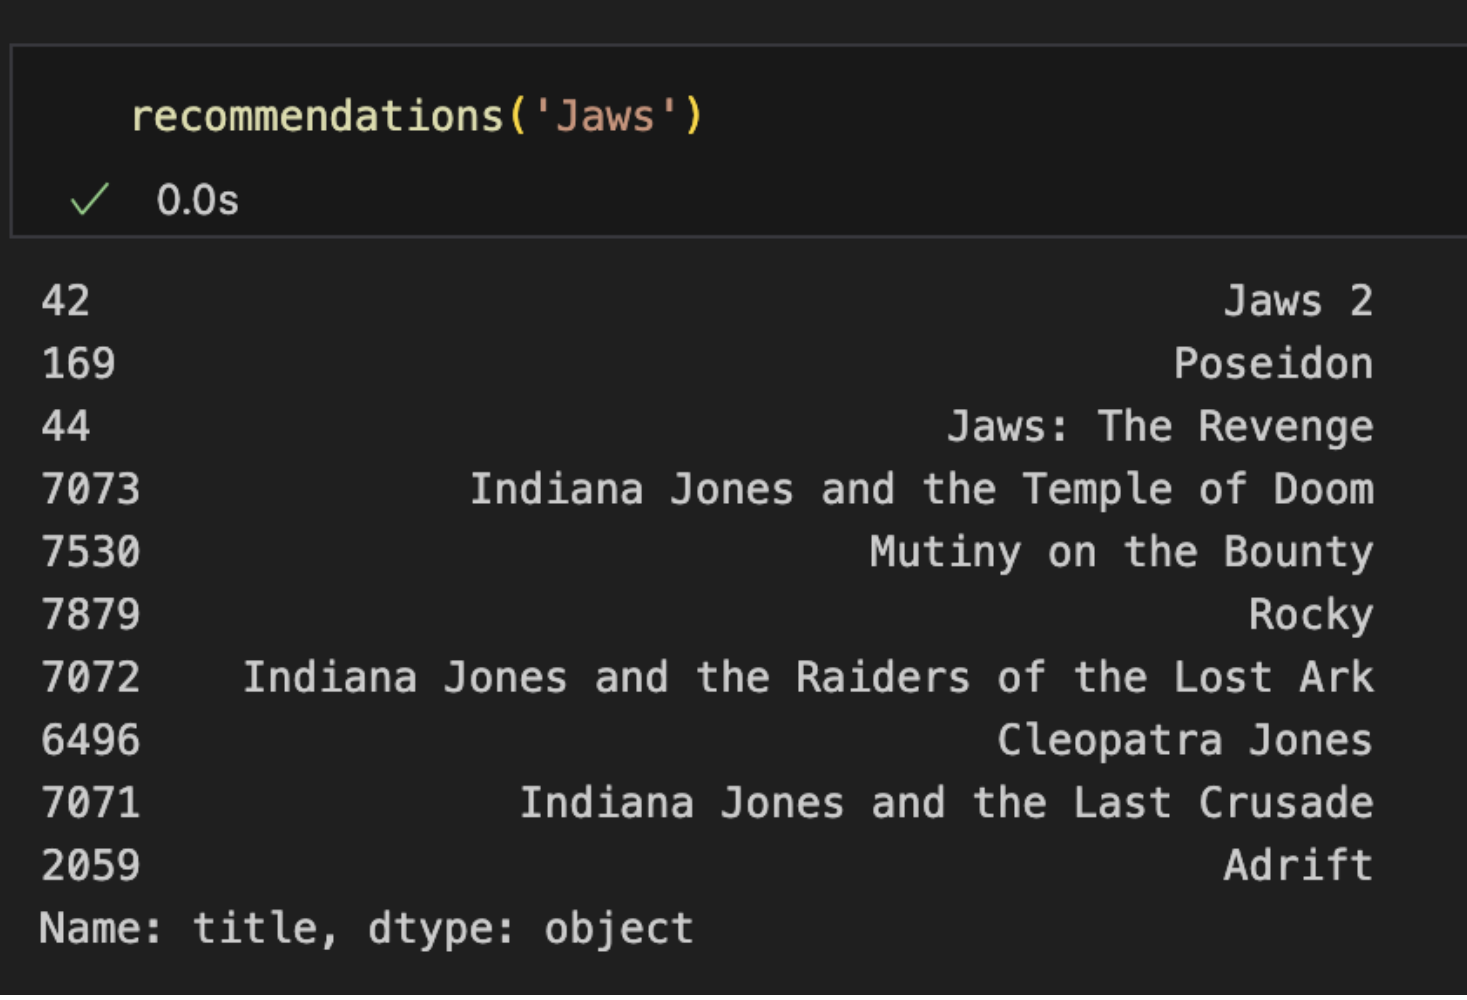 recommendations('Jaws')
0.0s
42 Jaws 2
169 Poseidon
44 Jaws: The Revenge
7073 Indiana Jones and the Temple of Doom
7530 Mutiny on the Bounty
7879 Rocky
7072 Indiana Jones and the Raiders of the Lost Ark
6496 Cleopatra Jones
7071 Indiana Jones and the Last Crusade
2059 Adrift
Name: title, dtype: object